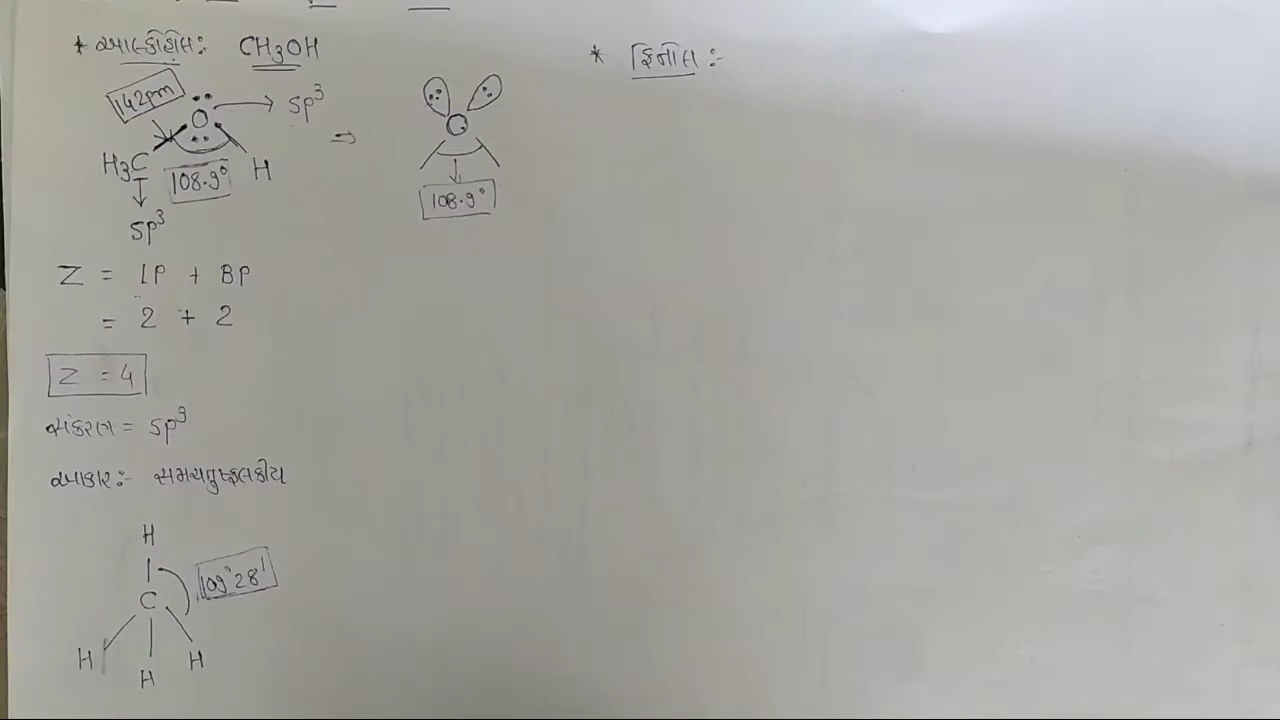 * આલ્કોહોલ: CH3OH
142pm
O → sp3 ⇒
H3C 108.9° H
sp3
108.9°
Z = LP + BP
= 2 + 2
Z = 4
સંકરણ = sp3
આકાર:- સમચતુષ્ફલકીય
H
109°28'
C
H H H
* ફિનોલ :-